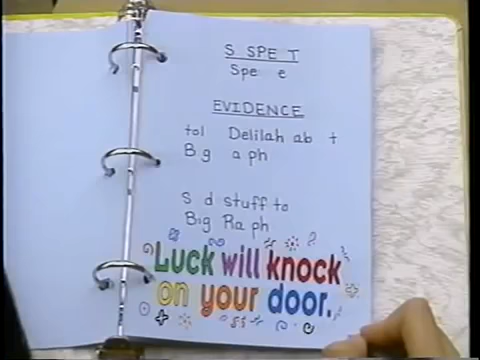 S SPE T
Spe e
EVIDENCE
tol Delilah ab t
B g a ph
S d stuff to
Big Ra ph
Luck will knock
on your door.